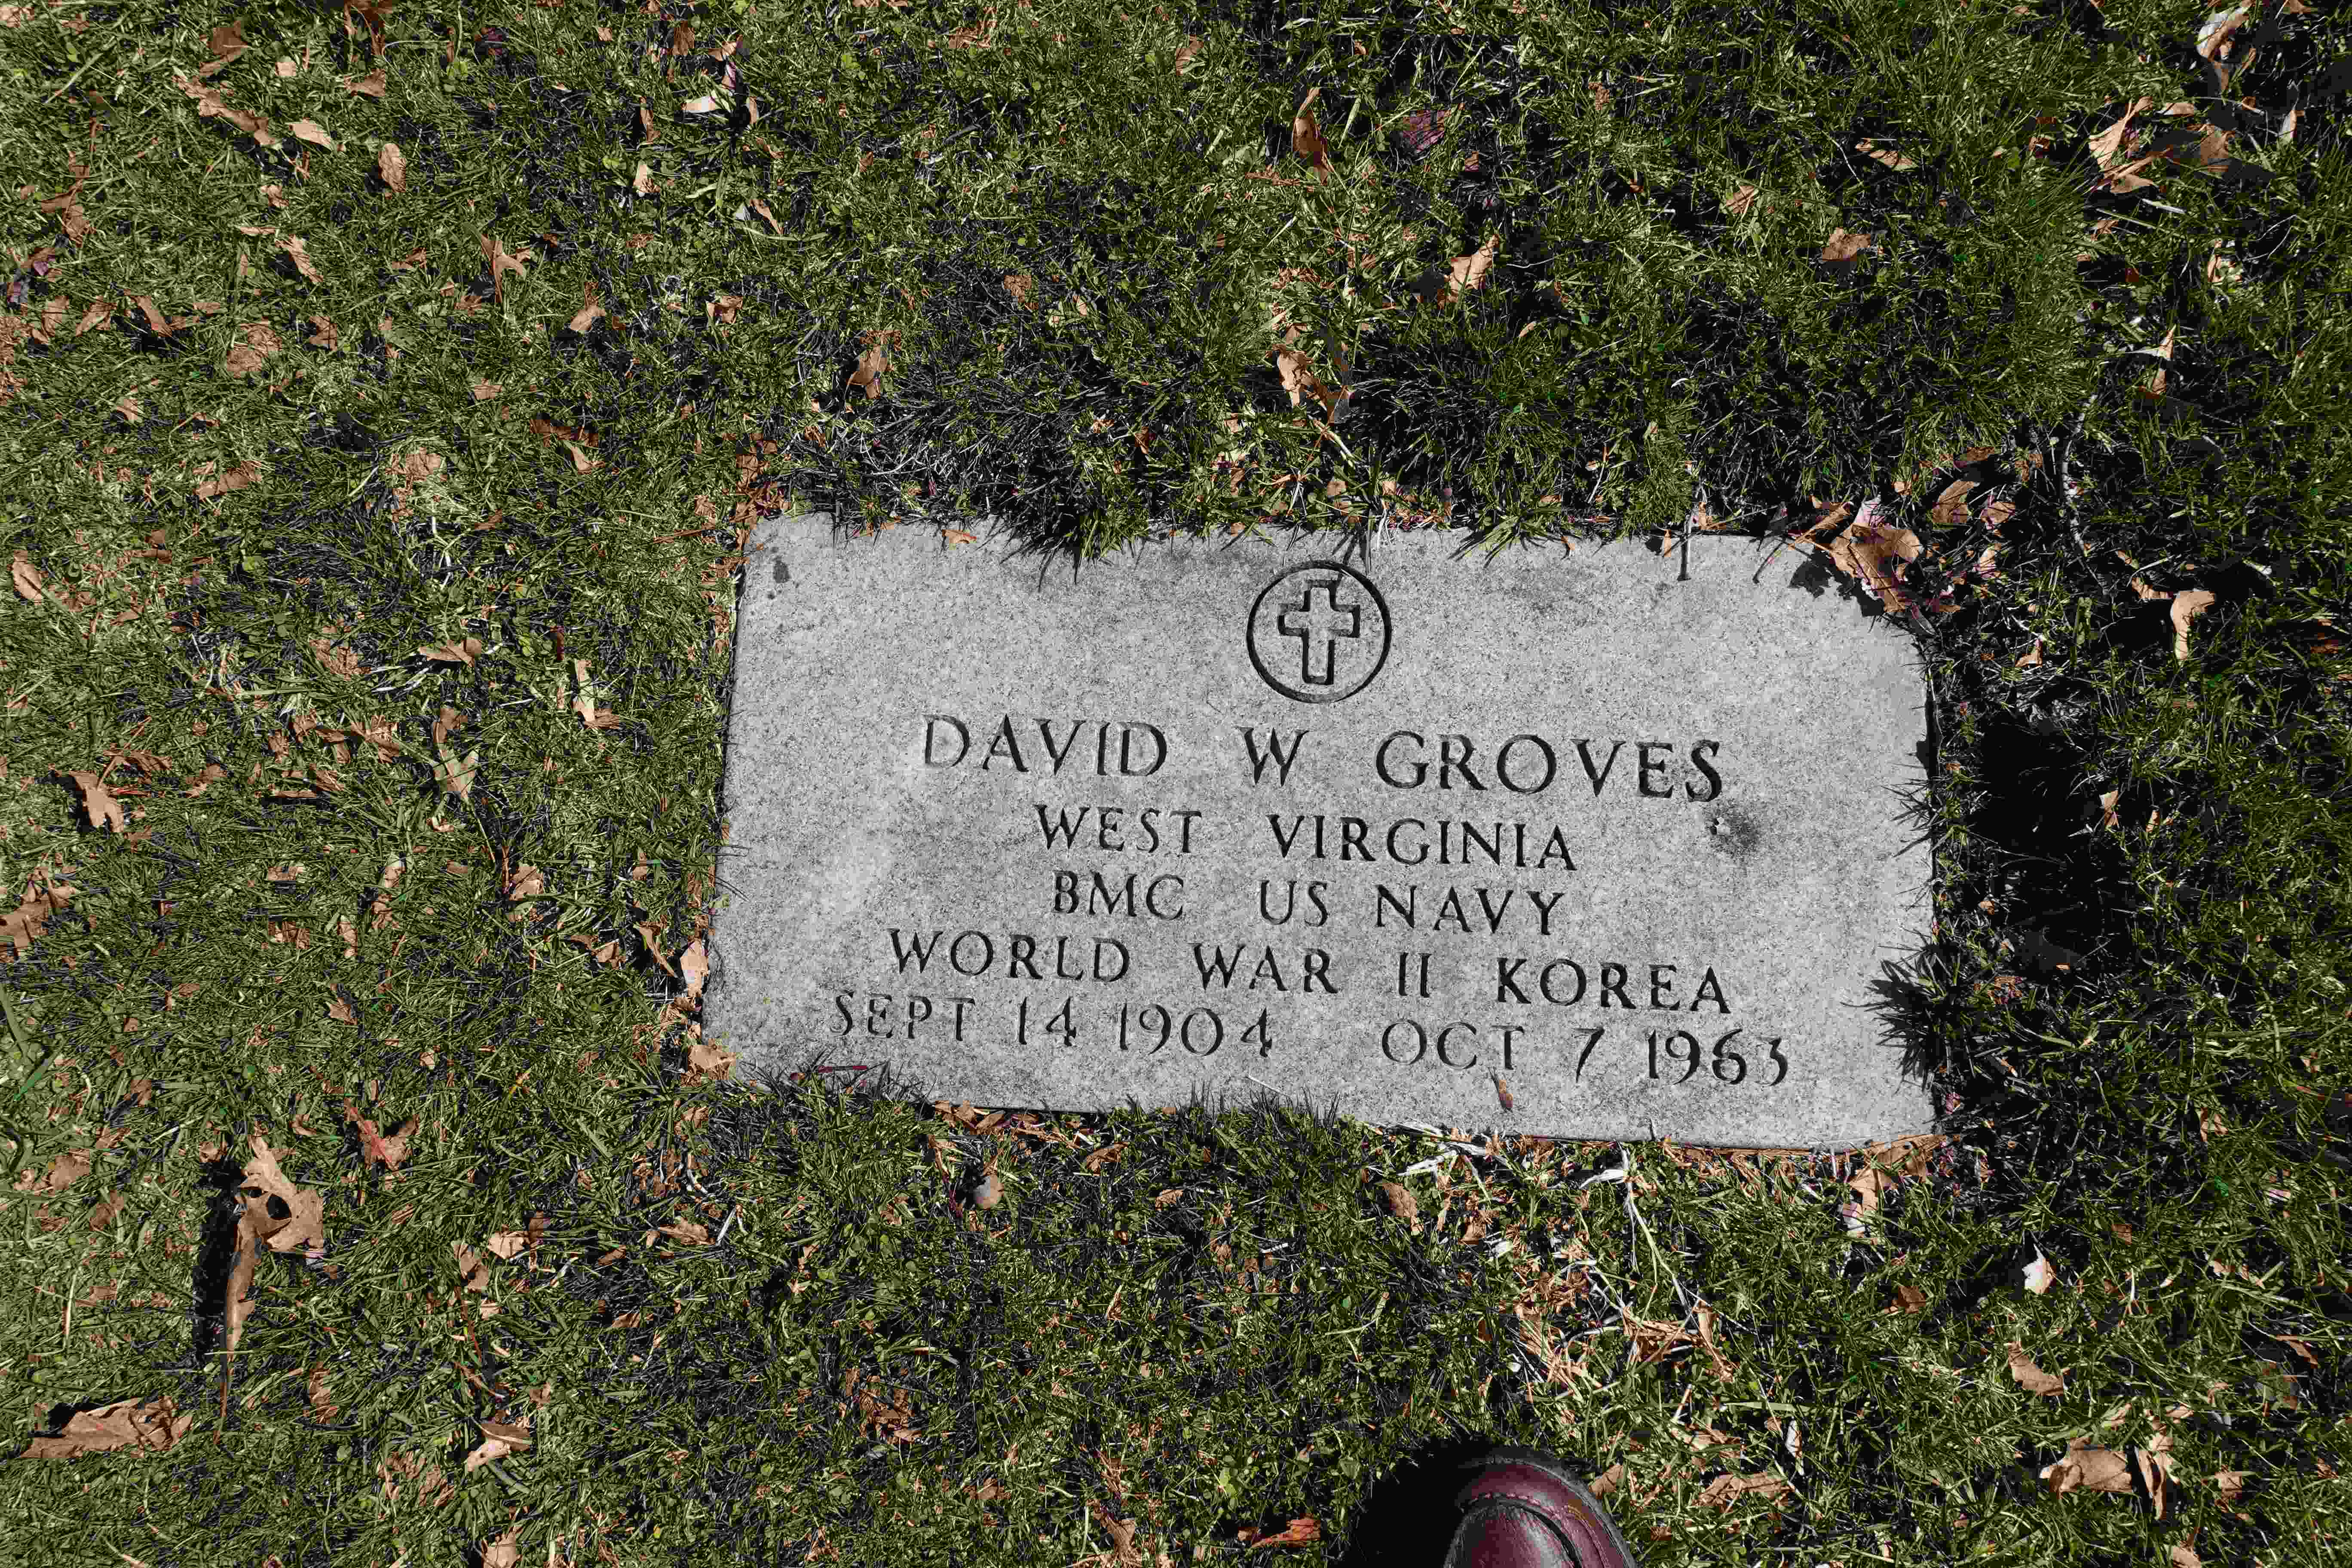 DAVID W GROVES
WEST VIRGINIA
BMC US NAVY
WORLD WAR II KOREA
SEPT 14 1904 OCT 7 1963